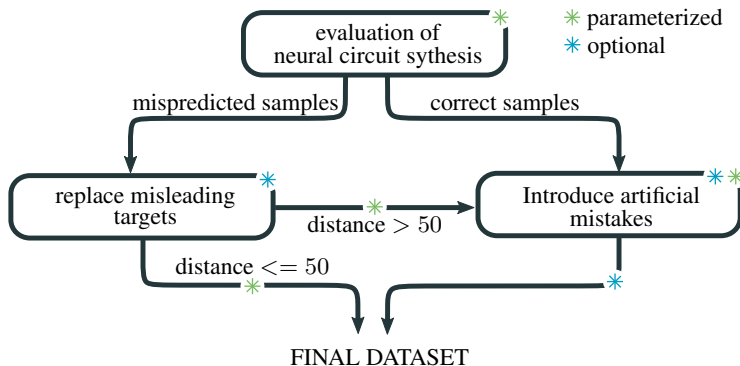 evaluation of
neural circuit sythesis
parameterized
optional
mispredicted samples
correct samples
replace misleading
targets
distance > 50
Introduce artificial
mistakes
distance <= 50
FINAL DATASET